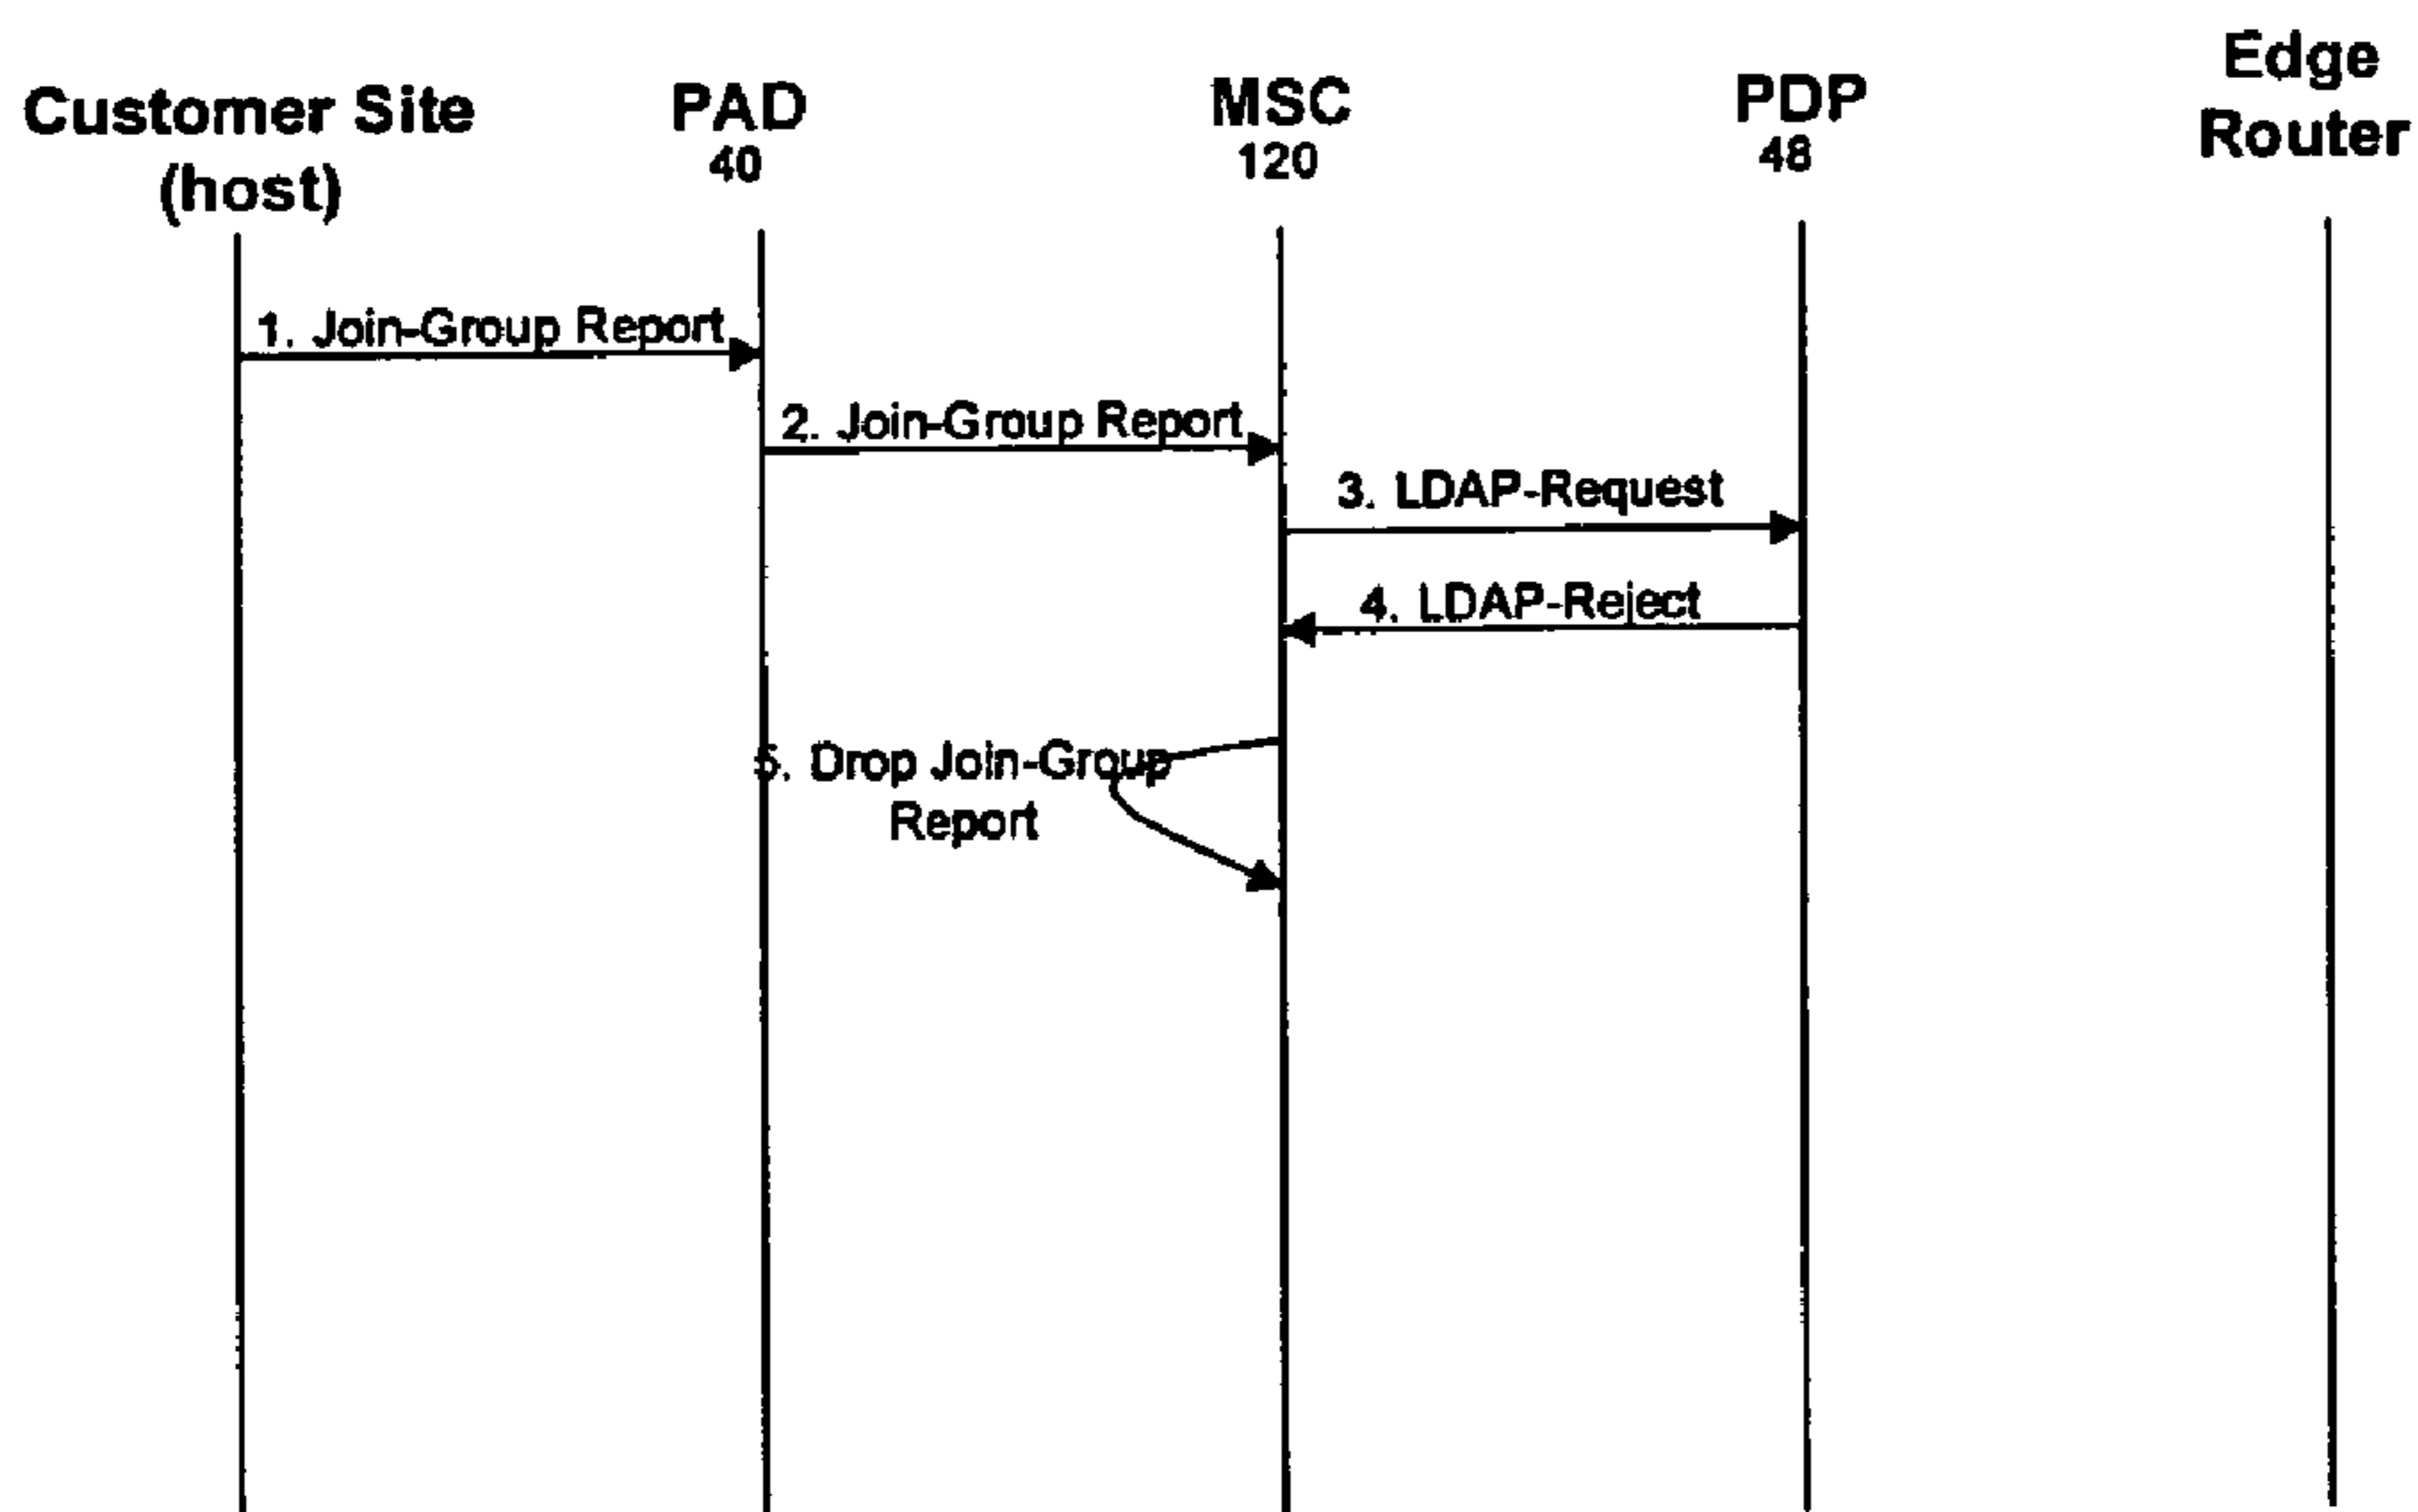 Customer Site
(host)
PAD
40
MSC
120
PDP
48
Edge
Router
1. Join-Group Report
2. Join-Group Report
3. LDAP-Request
4. LDAP-Reject
5. Drop Join-Group
Report